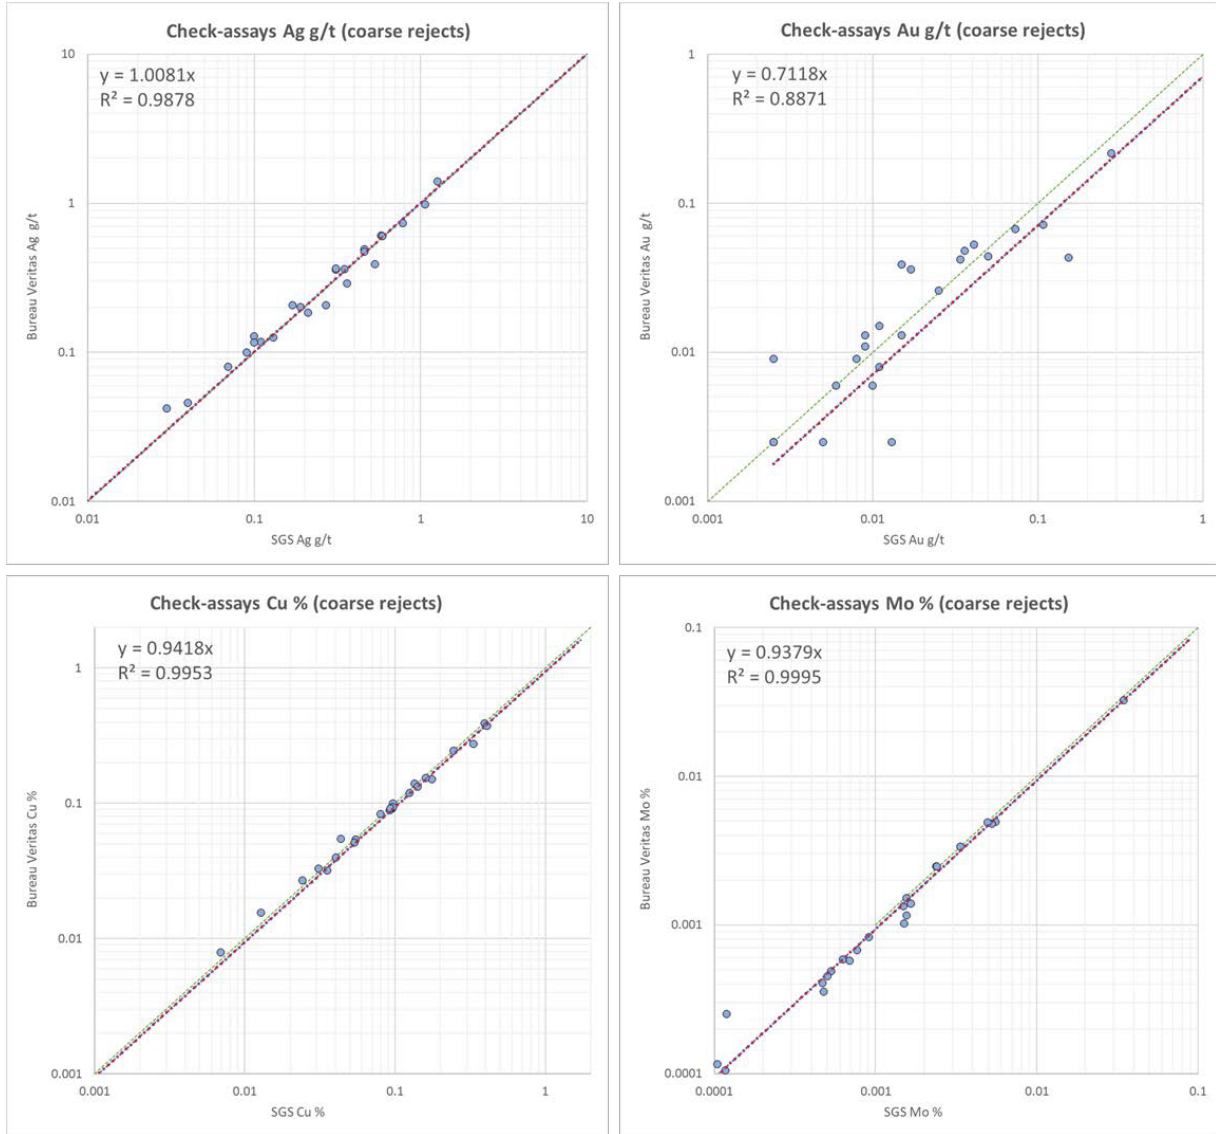 Check-assays Ag g/t (coarse rejects)
y = 1.0081x
R² = 0.9878
10
1
0.1
0.01
Bureau Veritas Ag g/t
0.01
0.1
1
10
SGS Ag g/t
Check-assays Au g/t (coarse rejects)
y = 0.7118x
R² = 0.8871
1
0.1
0.01
0.001
Bureau Veritas Au g/t
0.001
0.01
0.1
1
SGS Au g/t
Check-assays Cu % (coarse rejects)
y = 0.9418x
R² = 0.9953
1
0.1
0.01
0.001
Bureau Veritas Cu %
0.001
0.01
0.1
1
SGS Cu %
Check-assays Mo % (coarse rejects)
y = 0.9379x
R² = 0.9995
0.1
0.01
0.001
0.0001
Bureau Veritas Mo %
0.0001
0.001
0.01
0.1
SGS Mo %